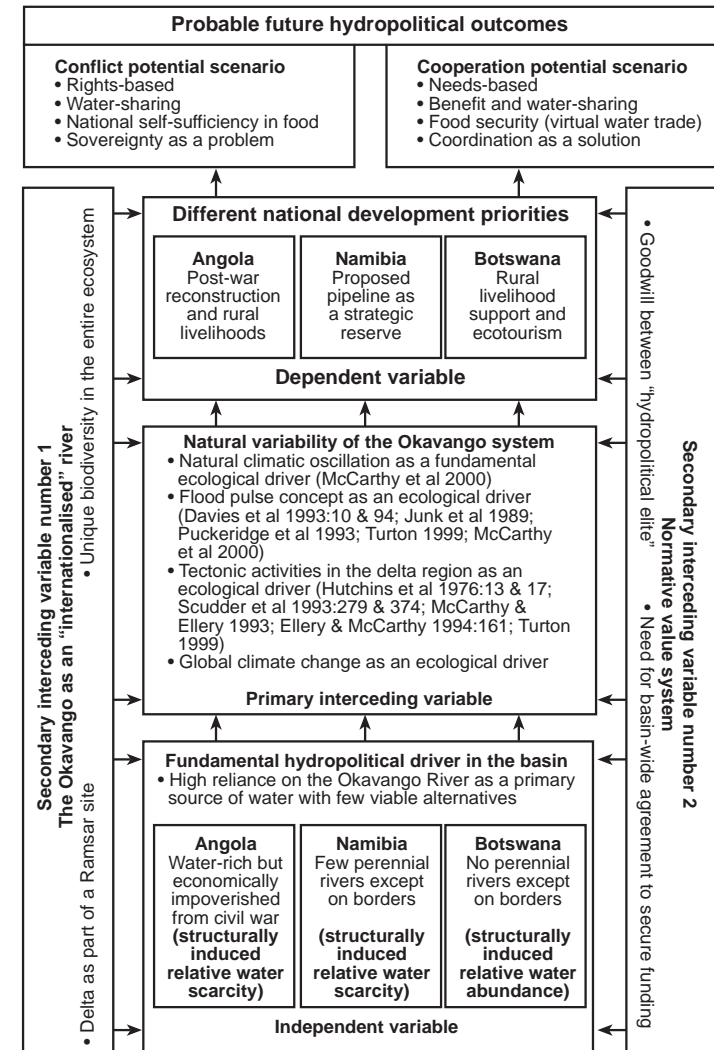 Probable future hydropolitical outcomes
Conflict potential scenario
• Rights-based
• Water-sharing
• National self-sufficiency in food
• Sovereignty as a problem
Cooperation potential scenario
• Needs-based
• Benefit and water-sharing
• Food security (virtual water trade)
• Coordination as a solution
Secondary interceding variable number 1
The Okavango as an "internationalised" river
• Delta as part of a Ramsar site
• Unique biodiversity in the entire ecosystem
Different national development priorities
Angola
Post-war
reconstruction
and rural
livelihoods
Namibia
Proposed
pipeline as
a strategic
reserve
Botswana
Rural
livelihood
support and
ecotourism
Dependent variable
Natural variability of the Okavango system
• Natural climatic oscillation as a fundamental
ecological driver (McCarthy et al 2000)
• Flood pulse concept as an ecological driver
(Davies et al 1993:10 & 94; Junk et al 1989;
Puckeridge et al 1993; Turton 1999; McCarthy
et al 2000)
• Tectonic activities in the delta region as an
ecological driver (Hutchins et al 1976:13 & 17;
Scudder et al 1993:279 & 374; McCarthy &
Ellery 1993; Ellery & McCarthy 1994:161; Turton
1999)
• Global climate change as an ecological driver
Primary interceding variable
Fundamental hydropolitical driver in the basin
• High reliance on the Okavango River as a primary
source of water with few viable alternatives
Angola
Water-rich but
economically
impoverished
from civil war
(structurally
induced
relative water
scarcity)
Namibia
Few perennial
rivers except
on borders
(structurally
induced
relative water
scarcity)
Botswana
No perennial
rivers except
on borders
(structurally
induced
relative water
abundance)
Independent variable
Secondary interceding variable number 2
Normative value system
• Goodwill between "hydropolitical elite"
• Need for basin-wide agreement to secure funding